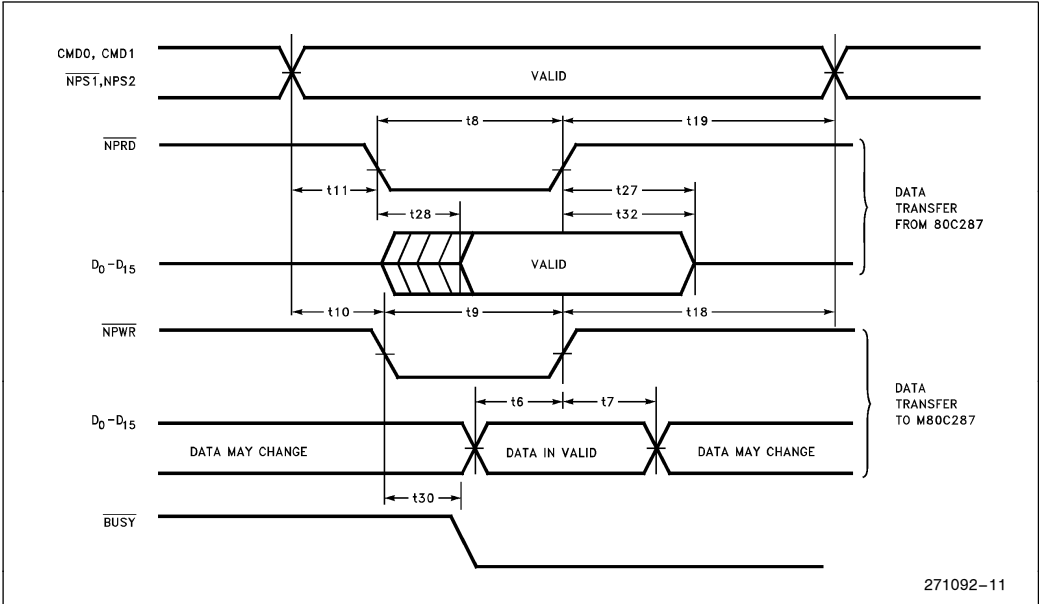 CMD0, CMD1
NPS1,NPS2
VALID
t8
t19
NPRD
t11
t27
t28
t32
DATA
TRANSFER
FROM 80C287
D0-D15
VALID
t10
t9
t18
NPWR
t6
t7
DATA
TRANSFER
TO M80C287
D0-D15
DATA MAY CHANGE
DATA IN VALID
DATA MAY CHANGE
t30
BUSY
271092-11